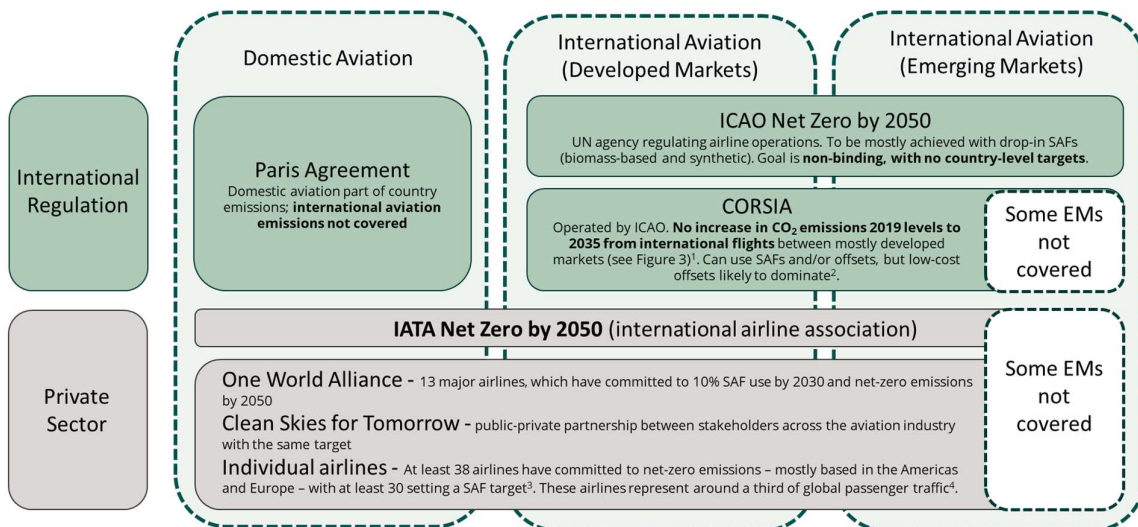 Domestic Aviation
International Aviation
(Developed Markets)
International Aviation
(Emerging Markets)
International
Regulation
Paris Agreement
Domestic aviation part of country
emissions; international aviation
emissions not covered
ICAO Net Zero by 2050
UN agency regulating airline operations. To be mostly achieved with drop-in SAFs
(biomass-based and synthetic). Goal is non-binding, with no country-level targets.
CORSIA
Operated by ICAO. No increase in CO₂ emissions 2019 levels to
2035 from international flights between mostly developed
markets (see Figure 3)¹. Can use SAFs and/or offsets, but low-cost
offsets likely to dominate².
Some EMs
not
covered
Private
Sector
IATA Net Zero by 2050 (international airline association)
One World Alliance - 13 major airlines, which have committed to 10% SAF use by 2030 and net-zero emissions
by 2050
Clean Skies for Tomorrow - public-private partnership between stakeholders across the aviation industry
with the same target
Individual airlines - At least 38 airlines have committed to net-zero emissions – mostly based in the Americas
and Europe – with at least 30 setting a SAF target³. These airlines represent around a third of global passenger traffic⁴.
Some EMs
not
covered